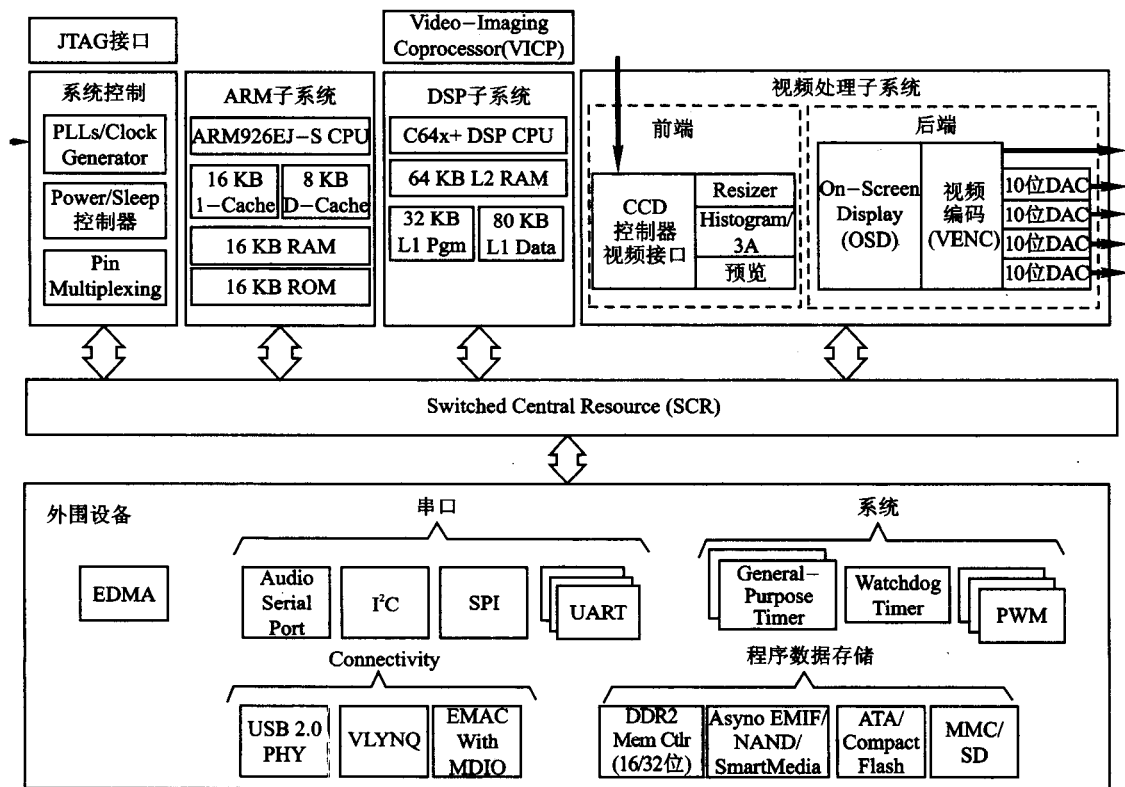 JTAG接口
Video-Imaging
Coprocessor(VICP)
系统控制
PLLs/Clock
Generator
Power/Sleep
控制器
Pin
Multiplexing
ARM子系统
ARM926EJ-S CPU
16 KB
1-Cache
8 KB
D-Cache
16 KB RAM
16 KB ROM
DSP子系统
C64x+ DSP CPU
64 KB L2 RAM
32 KB
L1 Pgm
80 KB
L1 Data
视频处理子系统
前端
CCD
控制器
视频接口
Resizer
Histogram/
3A
预览
后端
On-Screen
Display
(OSD)
视频
编码
(VENC)
10位DAC
10位DAC
10位DAC
10位DAC
Switched Central Resource (SCR)
外围设备
EDMA
串口
Audio
Serial
Port
I²C
SPI
UART
系统
General-
Purpose
Timer
Watchdog
Timer
PWM
Connectivity
USB 2.0
PHY
VLYNQ
EMAC
With
MDIO
程序数据存储
DDR2
Mem Ctlr
(16/32位)
Asyno EMIF/
NAND/
SmartMedia
ATA/
Compact
Flash
MMC/
SD